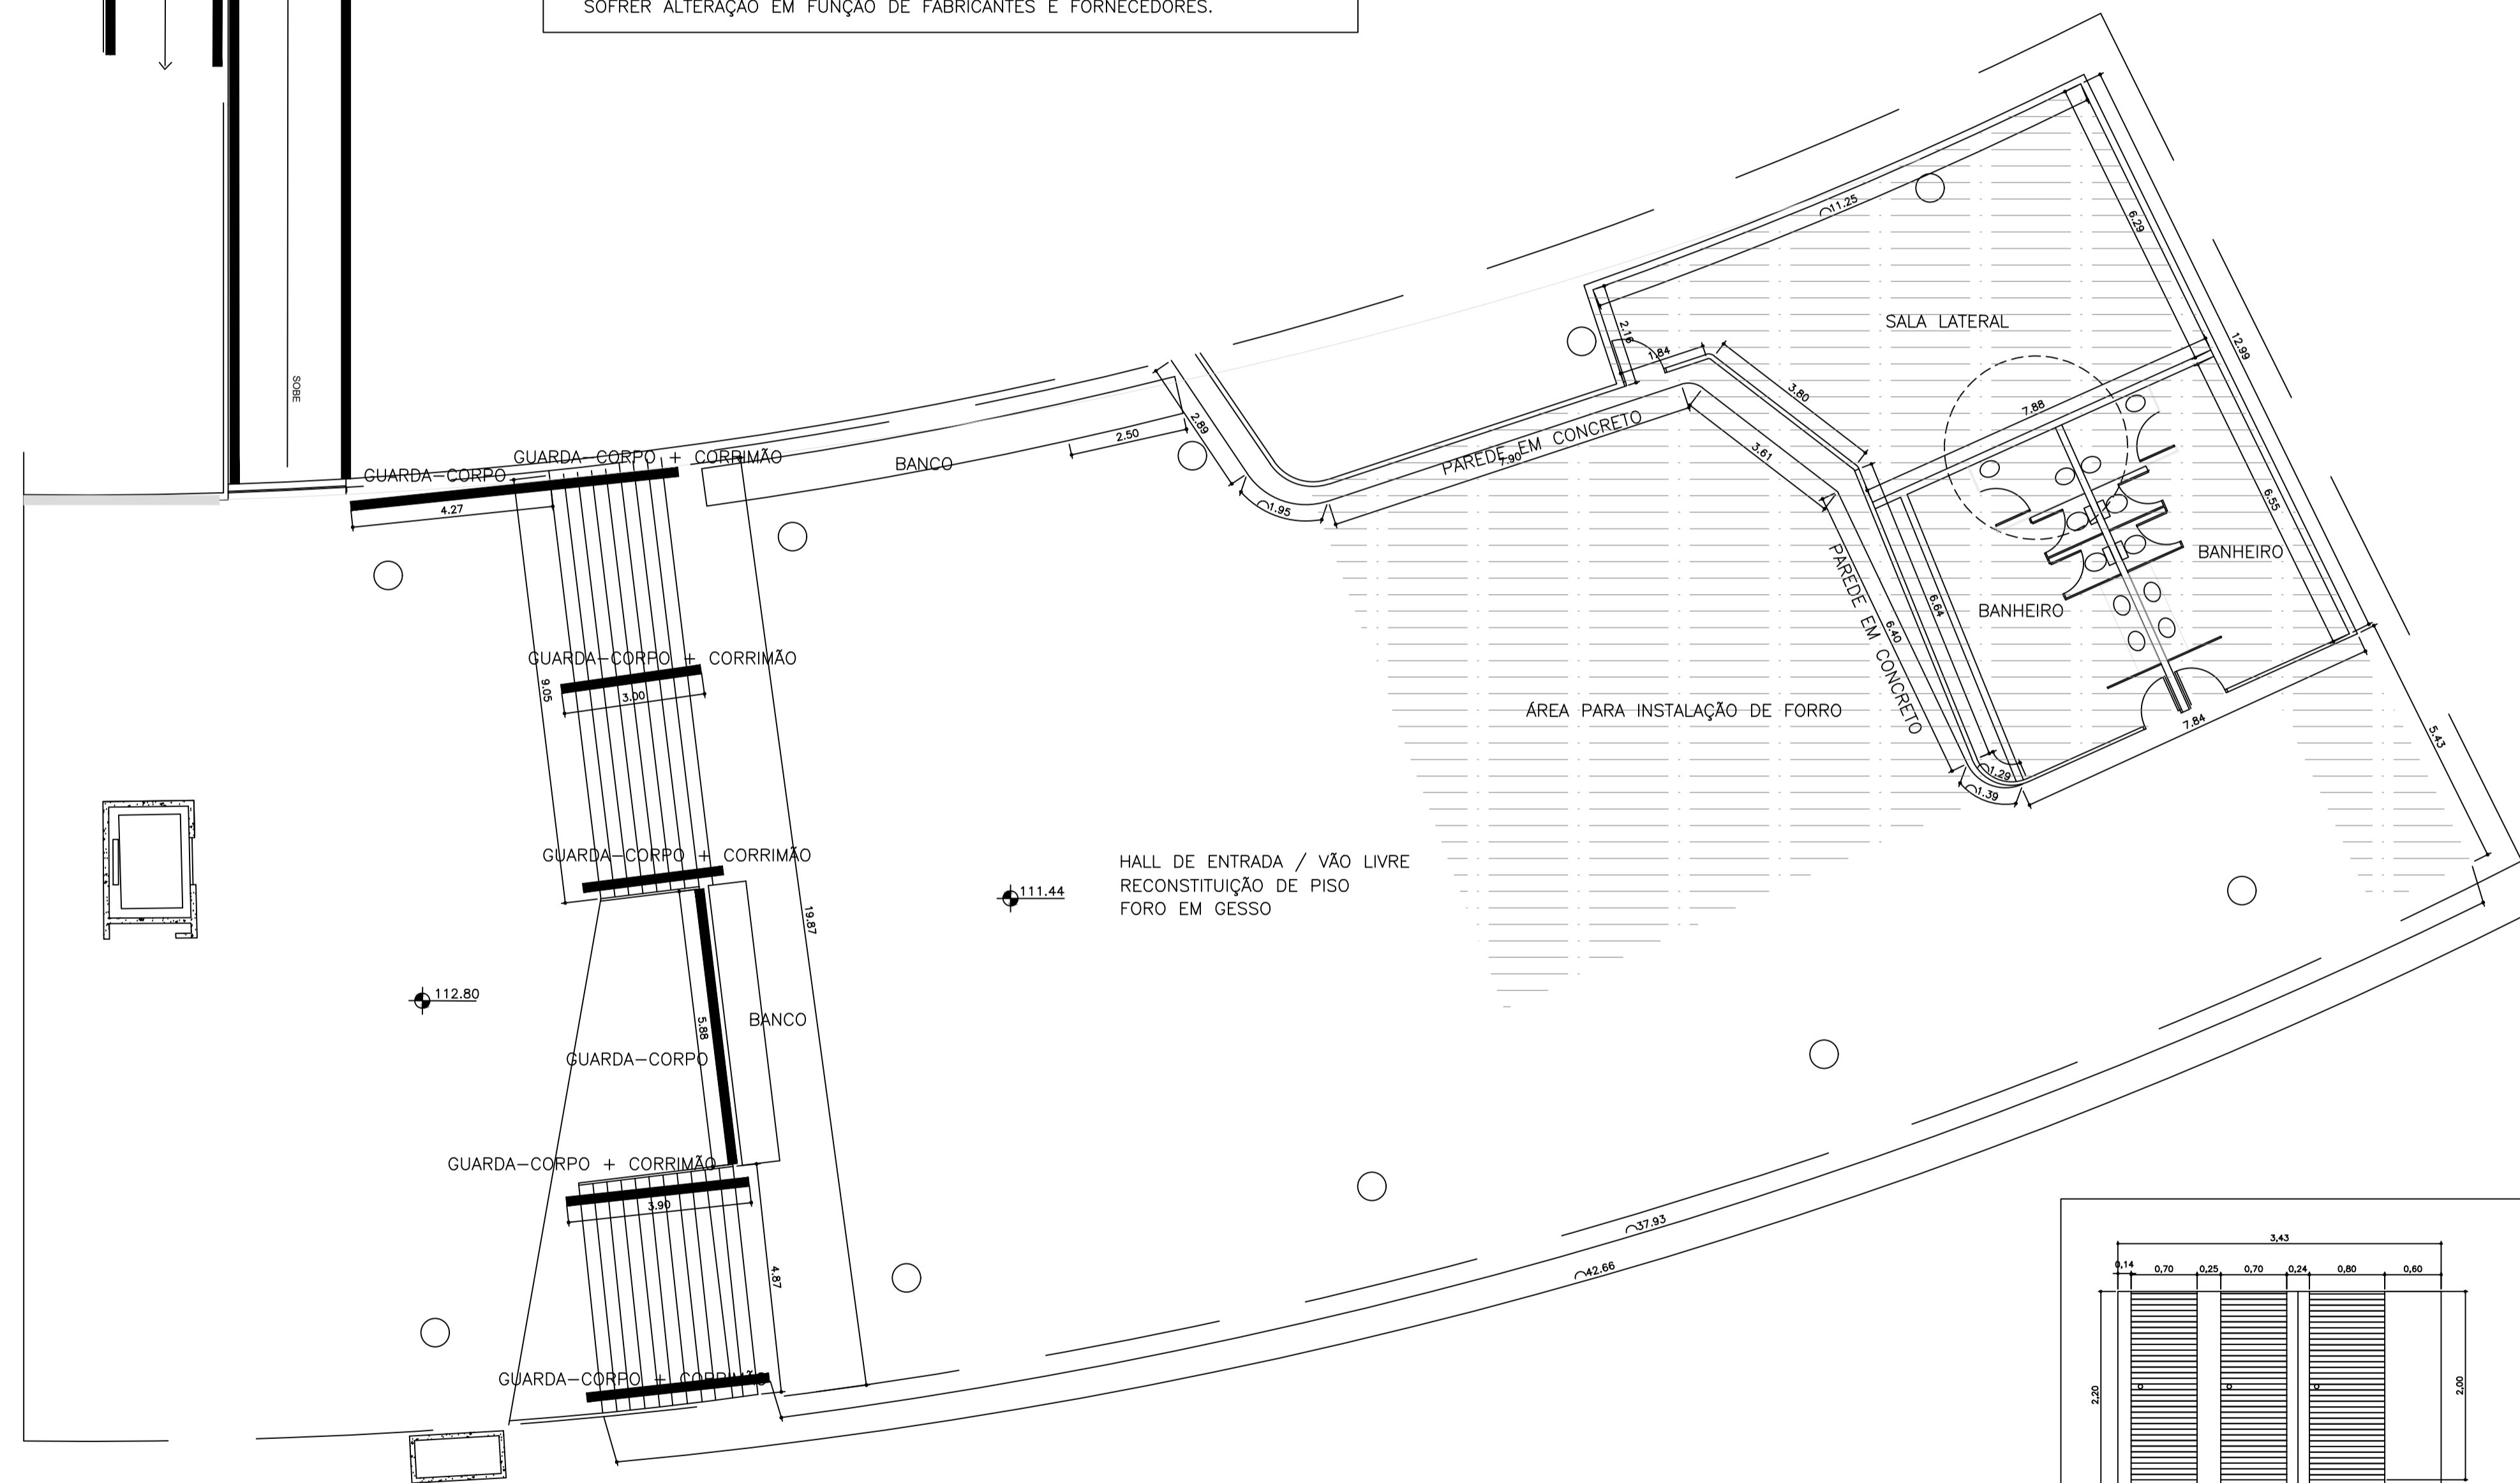 SOFRER ALTERAÇÃO EM FUNÇÃO DE FABRICANTES E FORNECEDORES.
SOBE
GUARDA-CORPO
GUARDA-CORPO + CORRIMÃO
4.27
BANCO
2.50
2.89
1.95
PAREDE EM CONCRETO
7.90
2.16
1.84
11.25
6.29
SALA LATERAL
12.99
3.80
3.61
7.88
6.55
BANHEIRO
BANHEIRO
6.64
6.40
PAREDE EM CONCRETO
1.29
1.39
7.84
5.43
ÁREA PARA INSTALAÇÃO DE FORRO
GUARDA-CORPO + CORRIMÃO
3.00
9.05
GUARDA-CORPO + CORRIMÃO
19.87
HALL DE ENTRADA / VÃO LIVRE
RECONSTITUIÇÃO DE PISO
FORO EM GESSO
111.44
112.80
5.88
BANCO
GUARDA-CORPO
GUARDA-CORPO + CORRIMÃO
3.90
4.87
GUARDA-CORPO + CORRIMÃO
37.93
42.66
3,43
0,14 0,70 0,25 0,70 0,24 0,80 0,60
2,20
2,00